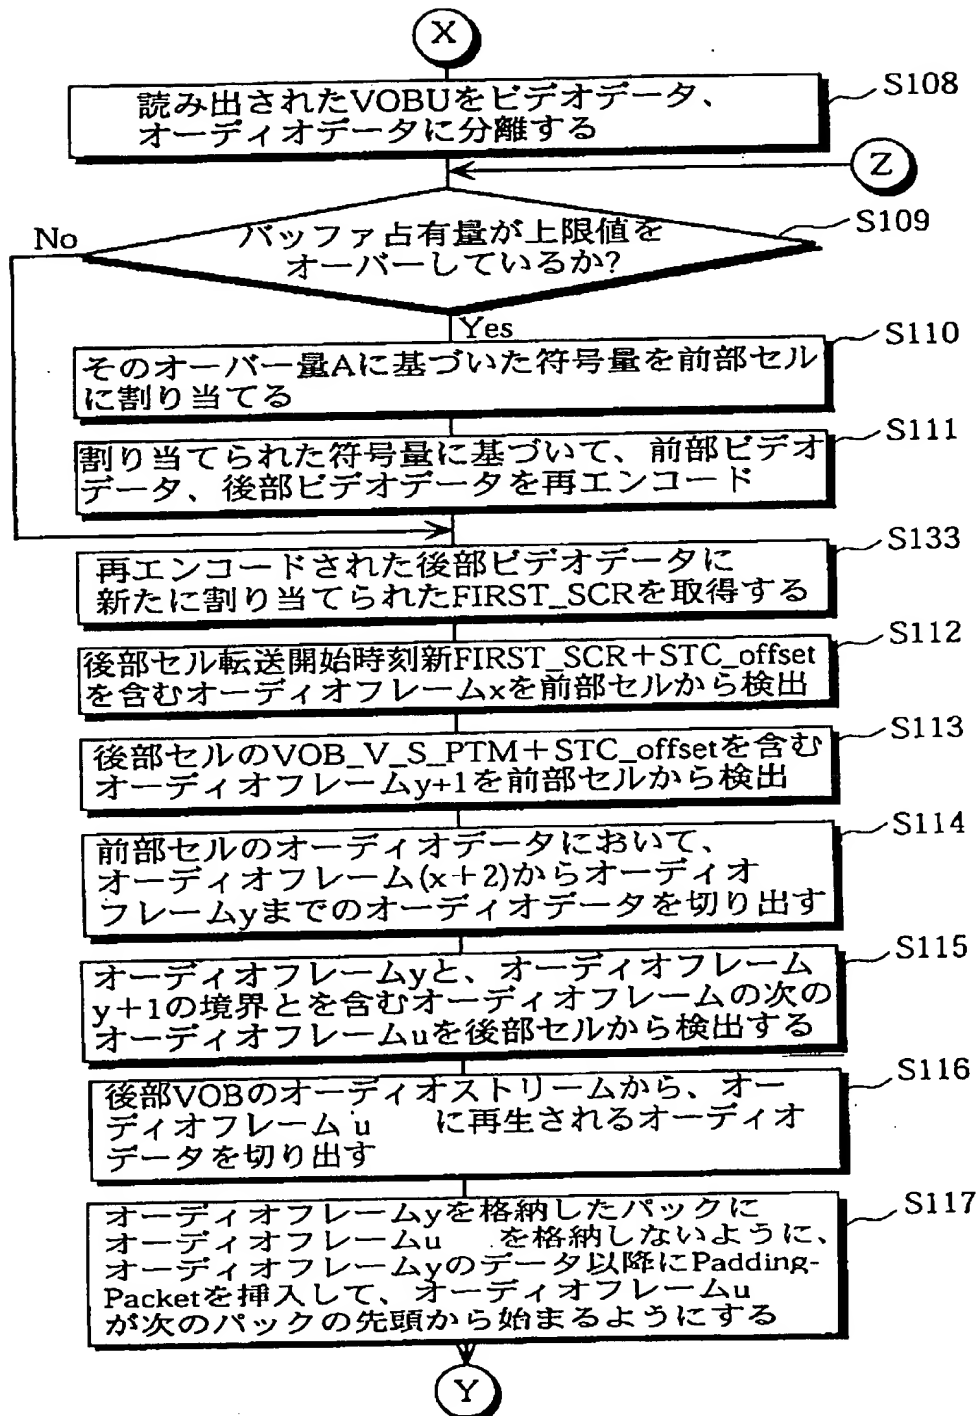 X
読み出されたVOBUをビデオデータ、
オーディオデータに分離する
S108
Z
バッファ占有量が上限値を
オーバーしているか?
S109
No
Yes
そのオーバー量Aに基づいた符号量を前部セル
に割り当てる
S110
割り当てられた符号量に基づいて、前部ビデオ
データ、後部ビデオデータを再エンコード
S111
再エンコードされた後部ビデオデータに
新たに割り当てられたFIRST_SCRを取得する
S133
後部セル転送開始時刻新FIRST_SCR+STC_offset
を含むオーディオフレームxを前部セルから検出
S112
後部セルのVOB_V_S_PTM+STC_offsetを含む
オーディオフレームy+1を前部セルから検出
S113
前部セルのオーディオデータにおいて、
オーディオフレーム(x+2)からオーディオ
フレームyまでのオーディオデータを切り出す
S114
オーディオフレームyと、オーディオフレーム
y+1の境界とを含むオーディオフレームの次の
オーディオフレームuを後部セルから検出する
S115
後部VOBのオーディオストリームから、オー
ディオフレーム u に再生されるオーディオ
データを切り出す
S116
オーディオフレームyを格納したパックに
オーディオフレームu を格納しないように、
オーディオフレームyのデータ以降にPadding-
Packetを挿入して、オーディオフレームu
が次のパックの先頭から始まるようにする
S117
Y